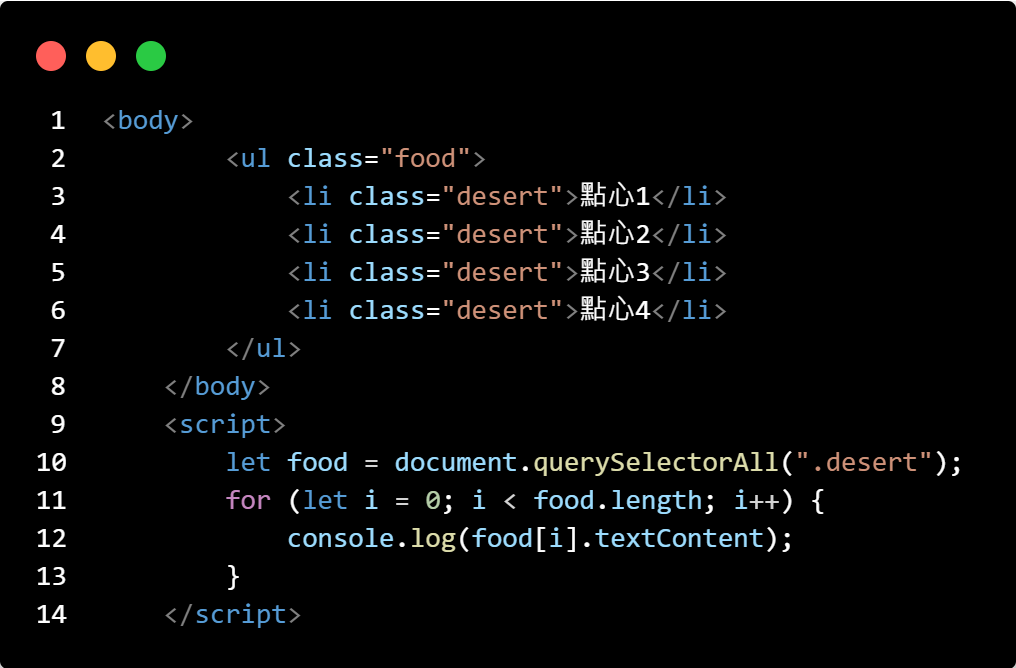 1 <body>
2 <ul class="food">
3 <li class="desert">點心1</li>
4 <li class="desert">點心2</li>
5 <li class="desert">點心3</li>
6 <li class="desert">點心4</li>
7 </ul>
8 </body>
9 <script>
10 let food = document.querySelectorAll(".desert");
11 for (let i = 0; i < food.length; i++) {
12 console.log(food[i].textContent);
13 }
14 </script>